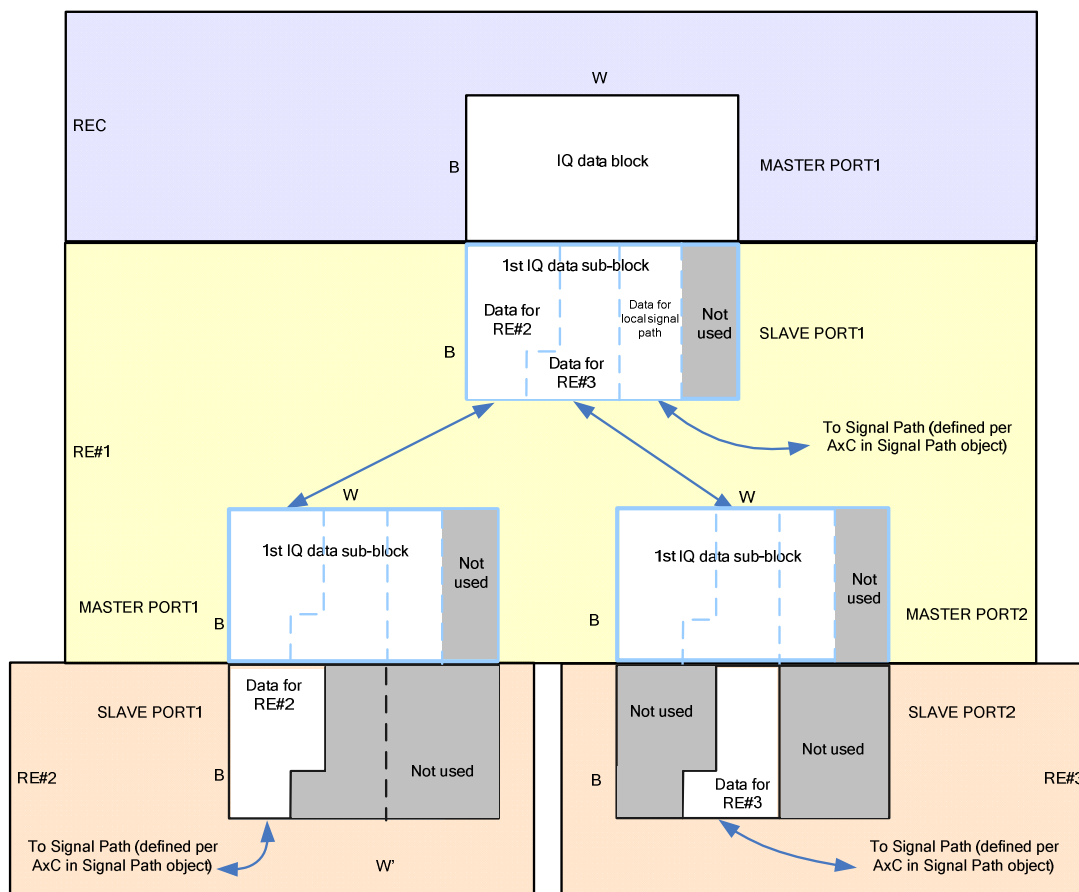 W
REC
IQ data block
B
MASTER PORT1
1st IQ data sub-block
Data for
RE#2
Data for
local signal
path
Not
used
SLAVE PORT1
B
Data for
RE#3
To Signal Path (defined per
AxC in Signal Path object)
RE#1
W
W
1st IQ data sub-block
Not
used
MASTER PORT1
B
1st IQ data sub-block
Not
used
B
MASTER PORT2
Data for
RE#2
SLAVE PORT1
RE#2
B
Not used
Not used
SLAVE PORT2
Not used
B
Data for
RE#3
RE#3
To Signal Path (defined per
AxC in Signal Path object)
W'
To Signal Path (defined per
AxC in Signal Path object)